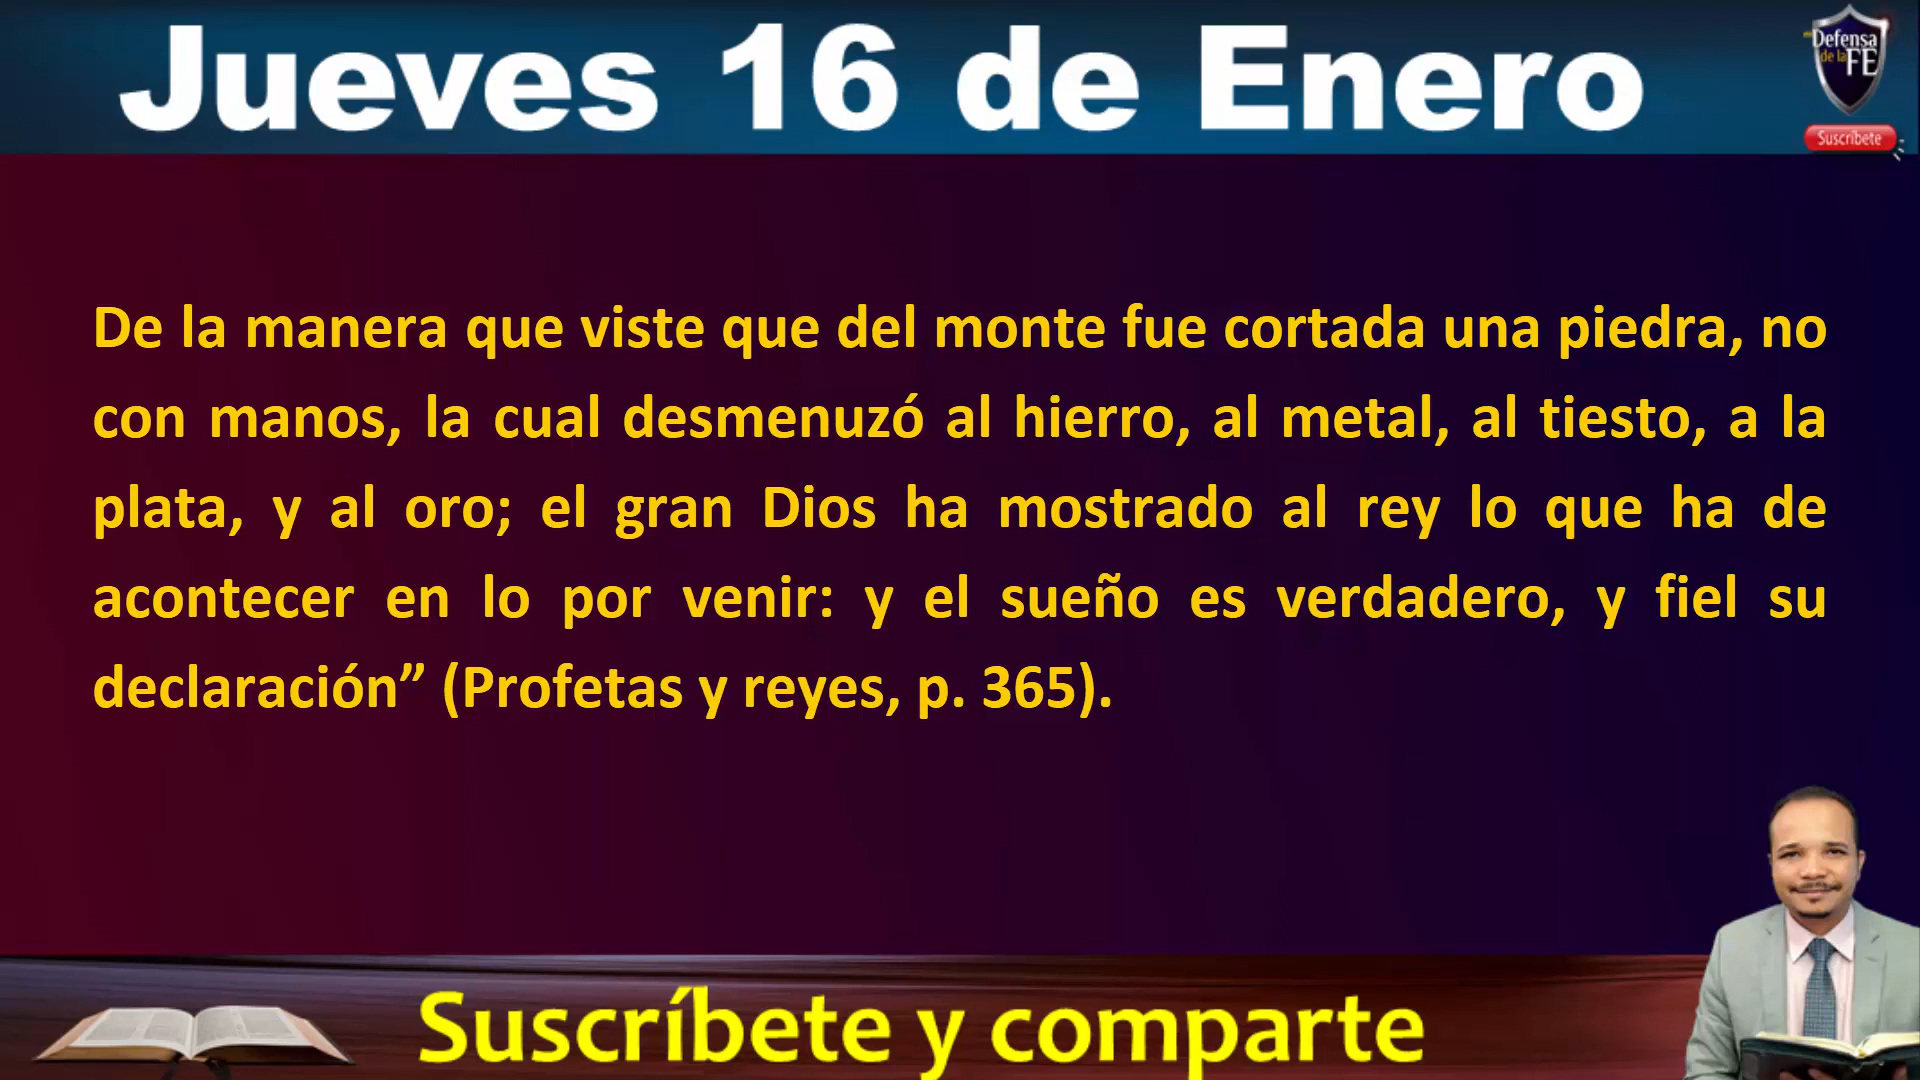 Jueves 16 de Enero
Defensa
de la FE
Suscríbete
De la manera que viste que del monte fue cortada una piedra, no
con manos, la cual desmenuzó al hierro, al metal, al tiesto, a la
plata, y al oro; el gran Dios ha mostrado al rey lo que ha de
acontecer en lo por venir: y el sueño es verdadero, y fiel su
declaración” (Profetas y reyes, p. 365).
Suscríbete y comparte